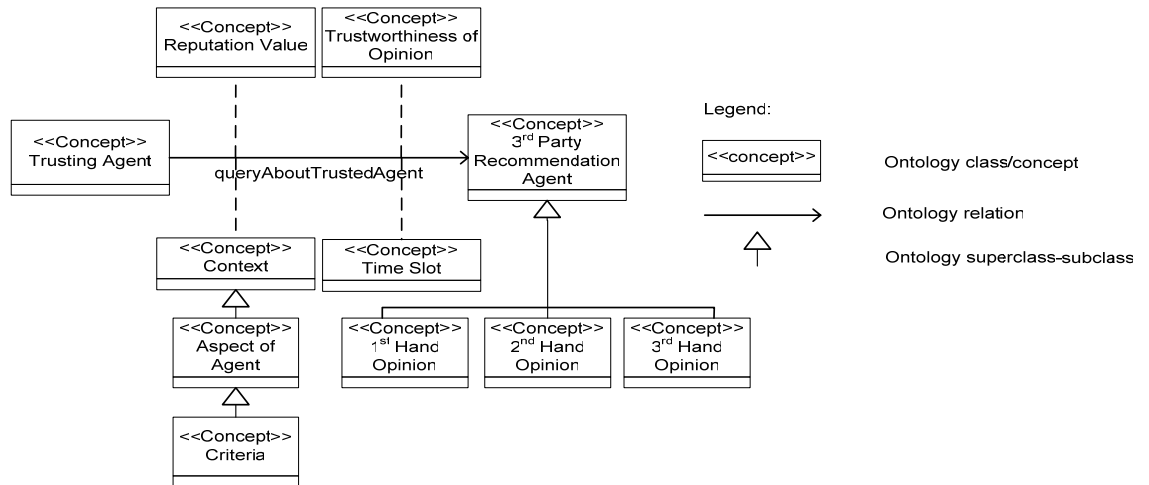 <<Concept>>
Reputation Value
<<Concept>>
Trustworthiness of
Opinion
<<Concept>>
Trusting Agent
queryAboutTrustedAgent
<<Concept>>
3rd Party
Recommendation
Agent
<<Concept>>
Context
<<Concept>>
Time Slot
<<Concept>>
Aspect of
Agent
<<Concept>>
1st Hand
Opinion
<<Concept>>
2nd Hand
Opinion
<<Concept>>
3rd Hand
Opinion
<<Concept>>
Criteria
Legend:
<<concept>>
Ontology class/concept
Ontology relation
Ontology superclass-subclass